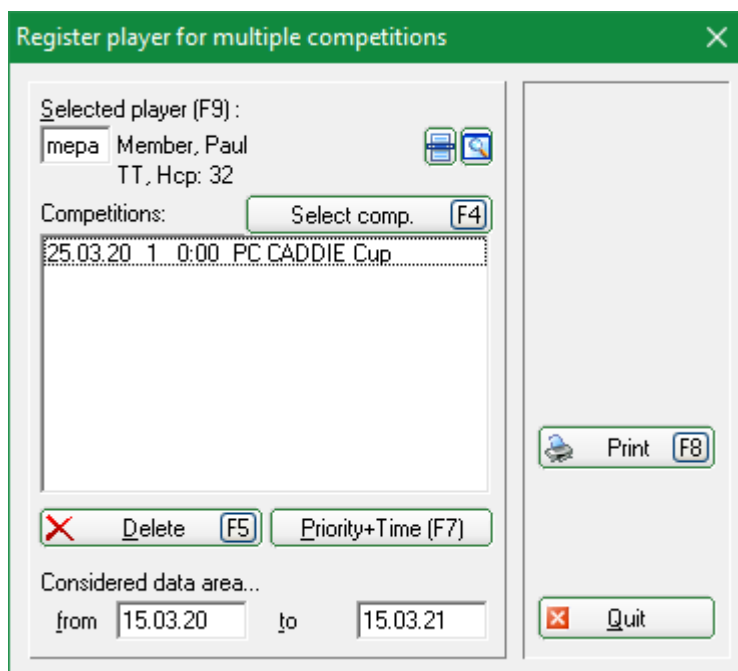 Register player for multiple competitions
Selected player (F9) :
mepa Member, Paul
TT, Hcp: 32
Competitions:
Select comp. F4
25.03.20 1 0:00 PC CADDIE Cup
Print F8
Delete F5
Priority+Time (F7)
Considered data area...
from 15.03.20 to 15.03.21
Quit